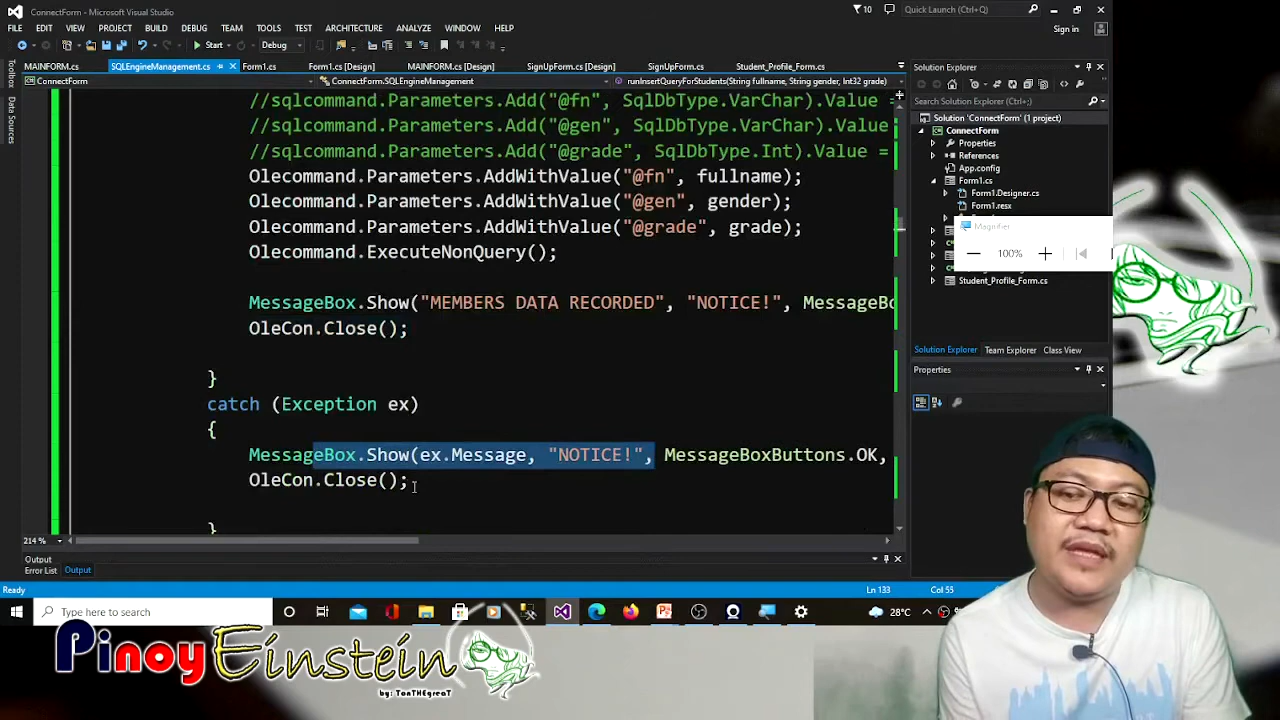 ConnectForm - Microsoft Visual Studio
10
Quick Launch (Ctrl+Q)
FILE EDIT VIEW PROJECT BUILD DEBUG TEAM TOOLS TEST ARCHITECTURE ANALYZE WINDOW HELP
Sign in
Start
Debug
MAINFORM.cs SQLEngineManagement.cs Form1.cs Form1.cs [Design] MAINFORM.cs [Design] SignUpForm.cs [Design] SignUpForm.cs Student_Profile_Form.cs
ConnectForm ConnectForm.SQLEngineManagement runInsertQueryForStudents(String fullname, String gender, Int32 grade)
Toolbox
Data Sources
//sqlcommand.Parameters.Add("@fn", SqlDbType.VarChar).Value =
//sqlcommand.Parameters.Add("@gen", SqlDbType.VarChar).Value
//sqlcommand.Parameters.Add("@grade", SqlDbType.Int).Value =
Olecommand.Parameters.AddWithValue("@fn", fullname);
Olecommand.Parameters.AddWithValue("@gen", gender);
Olecommand.Parameters.AddWithValue("@grade", grade);
Olecommand.ExecuteNonQuery();
MessageBox.Show("MEMBERS DATA RECORDED", "NOTICE!", MessageBo
OleCon.Close();
}
catch (Exception ex)
{
MessageBox.Show(ex.Message, "NOTICE!", MessageBoxButtons.OK,
OleCon.Close();
}
214 %
Output
Error List Output
Ready
Ln 133 Col 55
Solution Explorer
Search Solution Explorer (Ctrl+;)
Solution 'ConnectForm' (1 project)
ConnectForm
Properties
References
App.config
Form1.cs
Form1.Designer.cs
Form1.resx
Magnifier
100%
Student_Profile_Form.cs
Solution Explorer Team Explorer Class View
Properties
Type here to search
28°C
PinoyEinstein
by: TonTHEgreaT